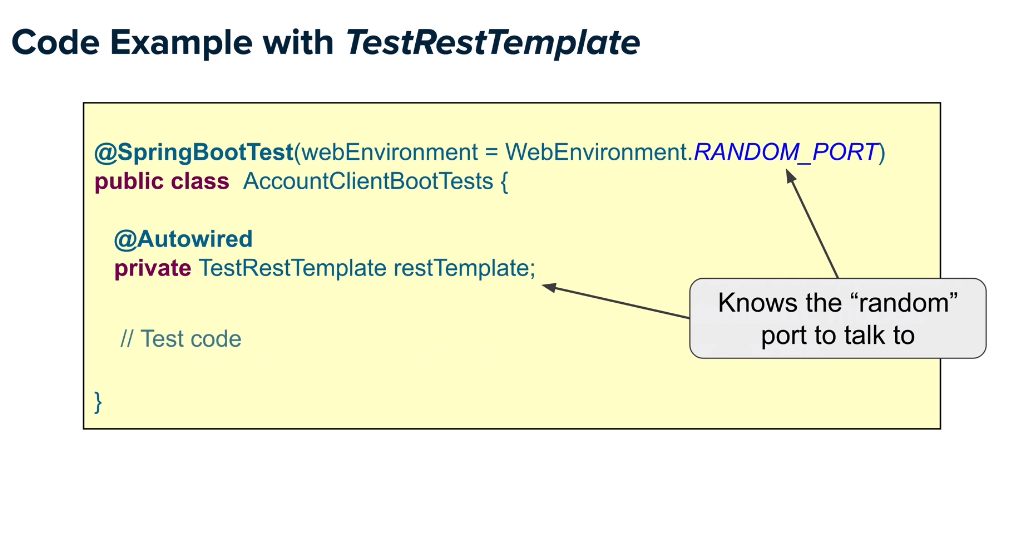 Code Example with TestRestTemplate
@SpringBootTest(webEnvironment = WebEnvironment.RANDOM_PORT)
public class AccountClientBootTests {
@Autowired
private TestRestTemplate restTemplate;
Knows the “random”
port to talk to
// Test code
}